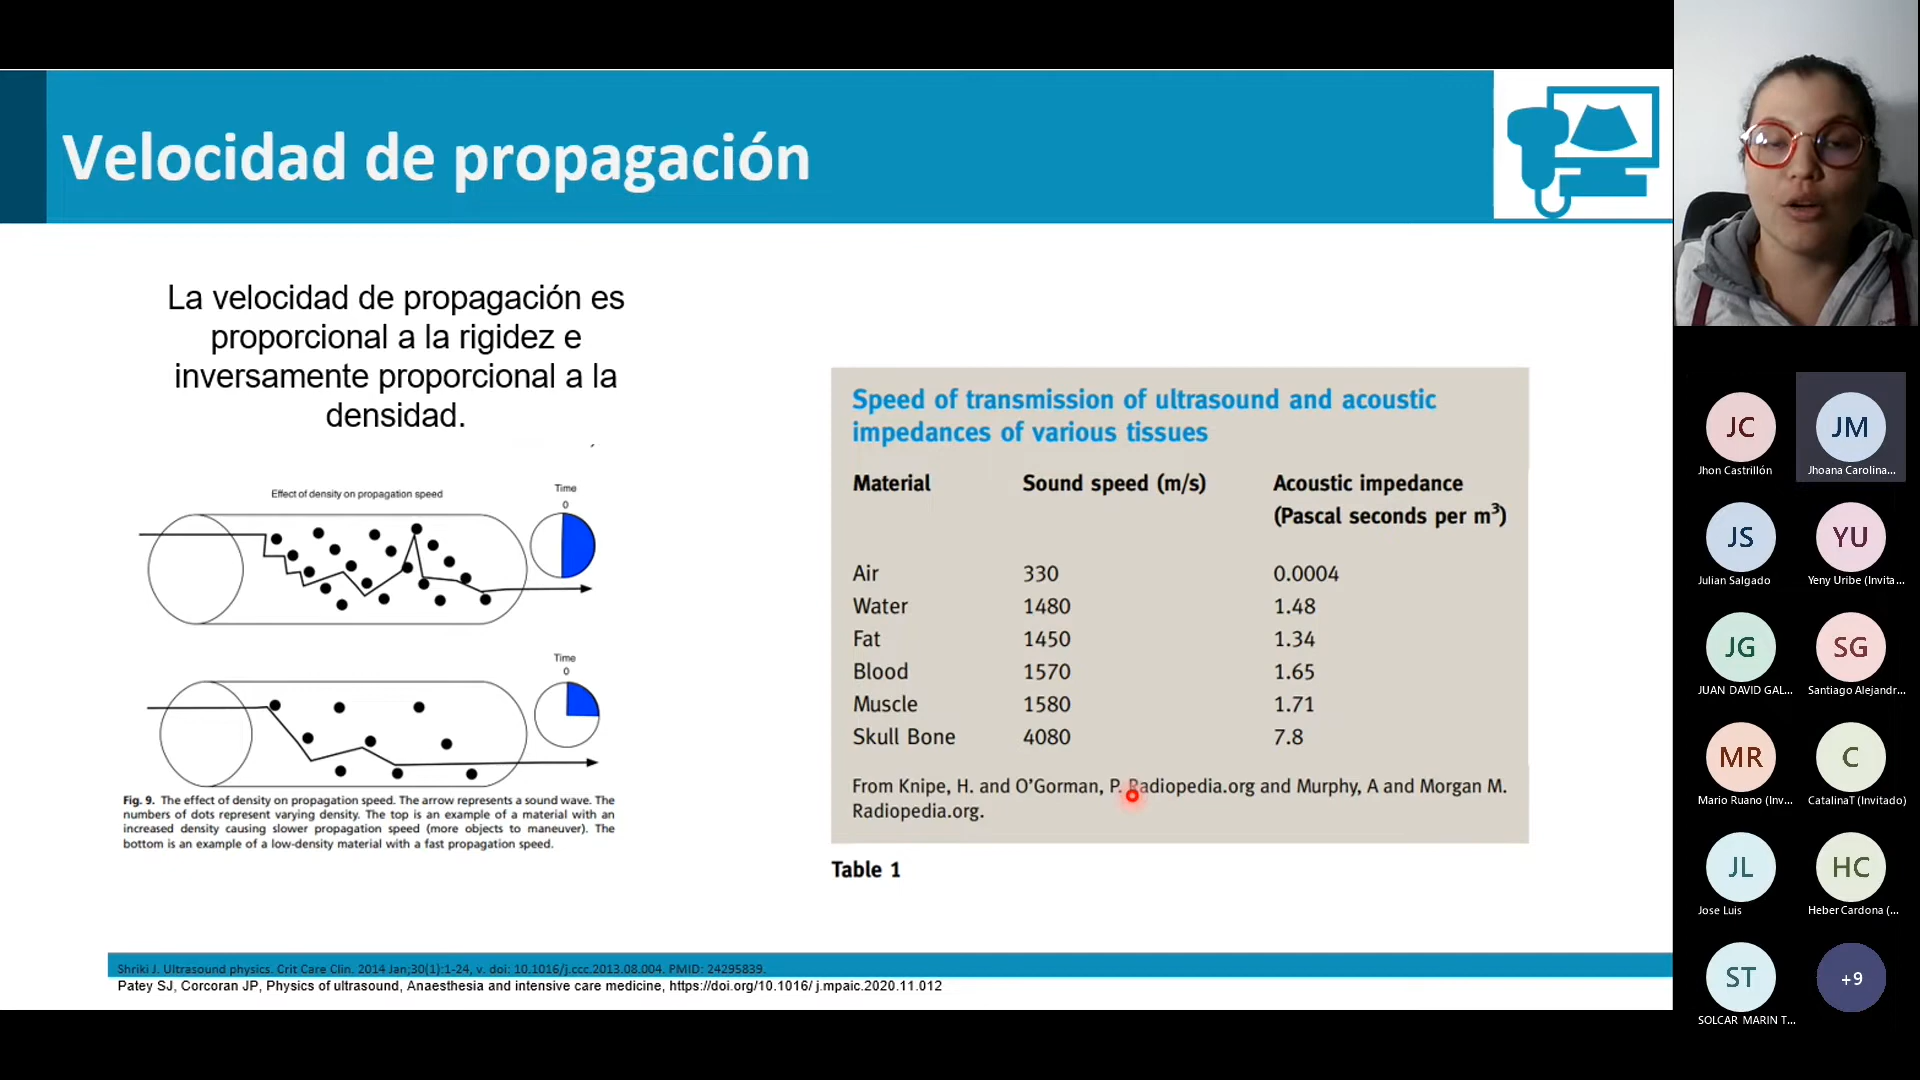 Velocidad de propagación
La velocidad de propagación es
proporcional a la rigidez e
inversamente proporcional a la
densidad.
Effect of density on propagation speed
Time
0
Time
0
Fig. 9. The effect of density on propagation speed. The arrow represents a sound wave. The
numbers of dots represent varying density. The top is an example of a material with an
increased density causing slower propagation speed (more objects to maneuver). The
bottom is an example of a low-density material with a fast propagation speed.
Speed of transmission of ultrasound and acoustic
impedances of various tissues
Material Sound speed (m/s) Acoustic impedance
(Pascal seconds per m³)
Air 330 0.0004
Water 1480 1.48
Fat 1450 1.34
Blood 1570 1.65
Muscle 1580 1.71
Skull Bone 4080 7.8
From Knipe, H. and O'Gorman, P. Radiopedia.org and Murphy, A and Morgan M.
Radiopedia.org.
Table 1
Shriki J. Ultrasound physics. Crit Care Clin. 2014 Jan;30(1):1-24, v. doi: 10.1016/j.ccc.2013.08.004. PMID: 24295839.
Patey SJ, Corcoran JP, Physics of ultrasound, Anaesthesia and intensive care medicine, https://doi.org/10.1016/ j.mpaic.2020.11.012
JC JM
Jhon Castrillón Jhoana Carolina...
JS YU
Julian Salgado Yeny Uribe (Invita...
JG SG
JUAN DAVID GAL... Santiago Alejandr...
MR C
Mario Ruano (Inv... CatalinaT (Invitado)
JL HC
Jose Luis Heber Cardona (...
ST +9
SOLCAR MARIN T...